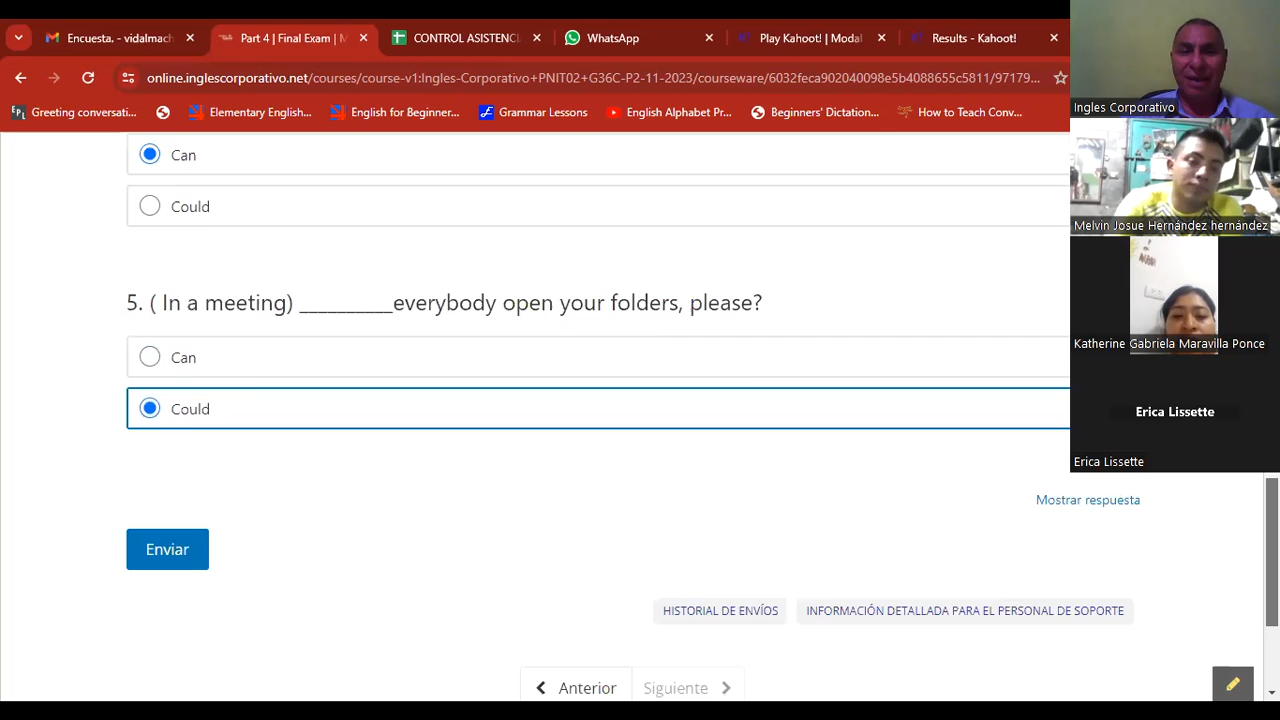 Encuesta. - vidalmach
Part 4 | Final Exam | M
CONTROL ASISTENCI
WhatsApp
Play Kahoot! | Modal
Results - Kahoot!
online.inglescorporativo.net/courses/course-v1:Ingles-Corporativo+PNIT02+G36C-P2-11-2023/courseware/6032feca902040098e5b4088655c5811/97179...
Greeting conversati...
Elementary English...
English for Beginner...
Grammar Lessons
English Alphabet Pr...
Beginners' Dictation...
How to Teach Conv...
Ingles Corporativo
Can
Could
Melvin Josue Hernández hernández
5. ( In a meeting) __________everybody open your folders, please?
Katherine Gabriela Maravilla Ponce
Can
Could
Erica Lissette
Erica Lissette
Mostrar respuesta
Enviar
HISTORIAL DE ENVÍOS
INFORMACIÓN DETALLADA PARA EL PERSONAL DE SOPORTE
Anterior
Siguiente